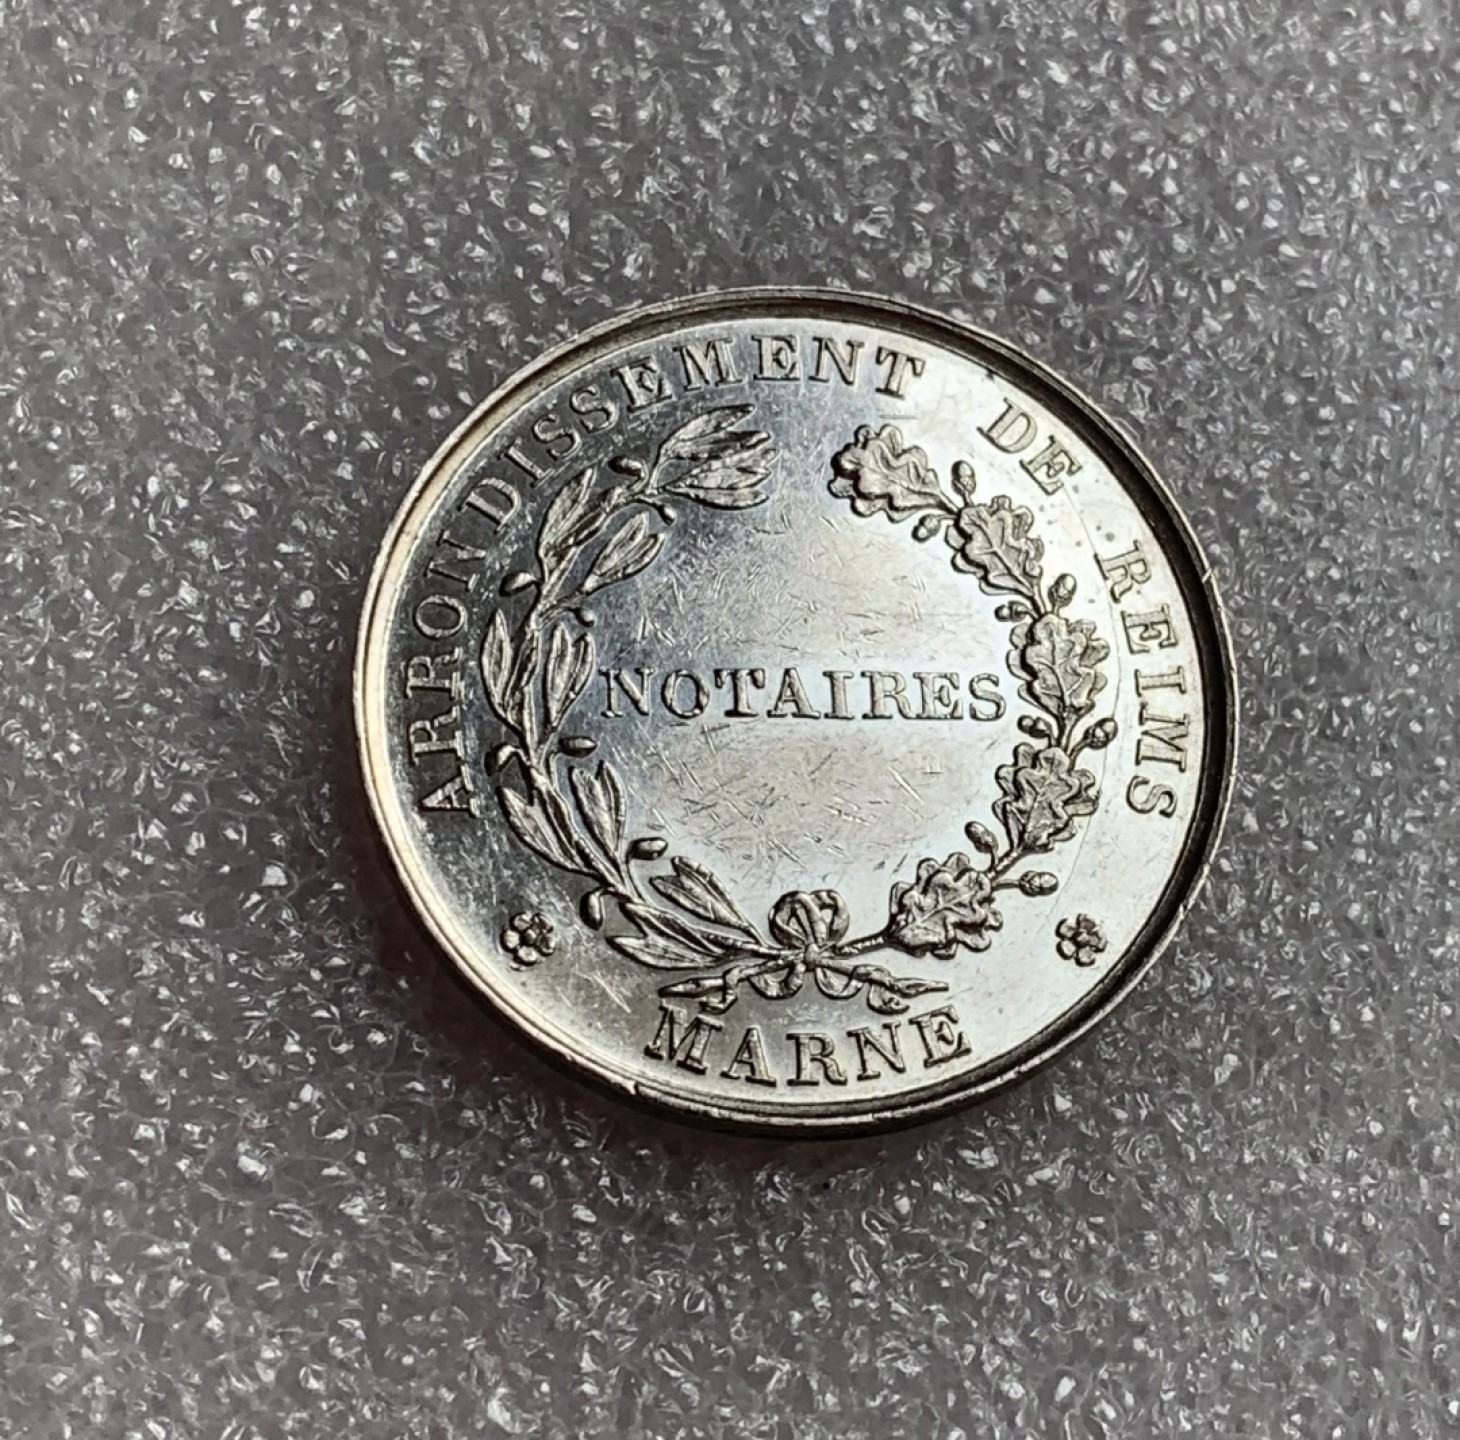 ARRONDISSEMENT DE REIMS
NOTAIRES
MARNE